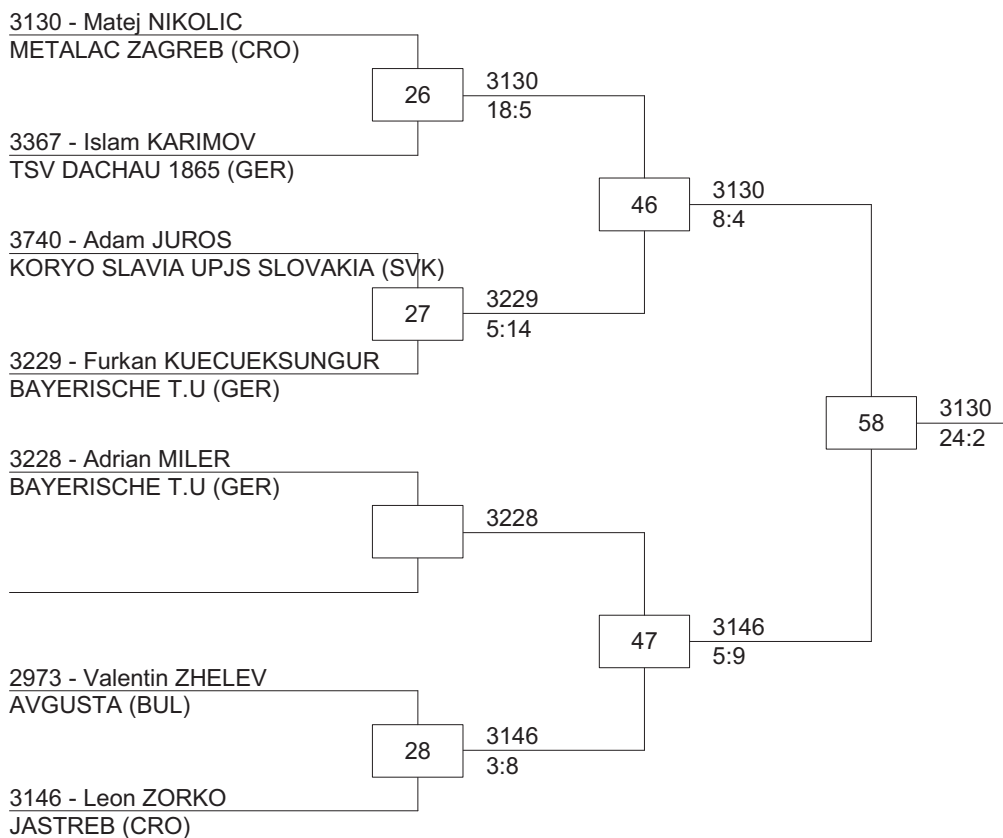 3130 - Matej NIKOLIC
METALAC ZAGREB (CRO)
26
3130
18:5
3367 - Islam KARIMOV
TSV DACHAU 1865 (GER)
46
3130
8:4
3740 - Adam JUROS
KORYO SLAVIA UPJS SLOVAKIA (SVK)
27
3229
5:14
3229 - Furkan KUECUEKSUNGUR
BAYERISCHE T.U (GER)
58
3130
24:2
3228 - Adrian MILER
BAYERISCHE T.U (GER)
3228
47
3146
5:9
2973 - Valentin ZHELEV
AVGUSTA (BUL)
28
3146
3:8
3146 - Leon ZORKO
JASTREB (CRO)